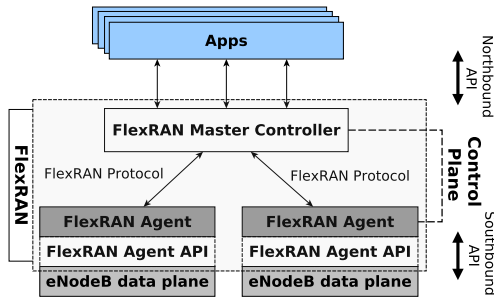 Apps
Northbound
API
FlexRAN Master Controller
FlexRAN
FlexRAN Protocol
FlexRAN Protocol
Control
Plane
FlexRAN Agent
FlexRAN Agent
FlexRAN Agent API
FlexRAN Agent API
Southbound
API
eNodeB data plane
eNodeB data plane